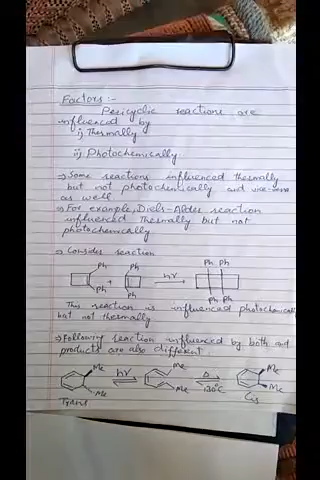 Factors :-
Pericyclic reactions are
influenced by
i) Thermally
ii) Photochemically
⇒ Some reactions influenced thermally
but not photochemically and vice-versa
as well
⇒ For example, Diels-Alder reaction
influenced Thermally but not
photochemically
⇒ Consider reaction
Ph Ph Ph Ph
+ hν
Ph Ph Ph Ph
This reaction is influenced photochemically
but not thermally
⇒ Following reaction influenced by both and
products are also different.
Me hν Me Δ Me
Me Me 130°C Me
Trans Cis